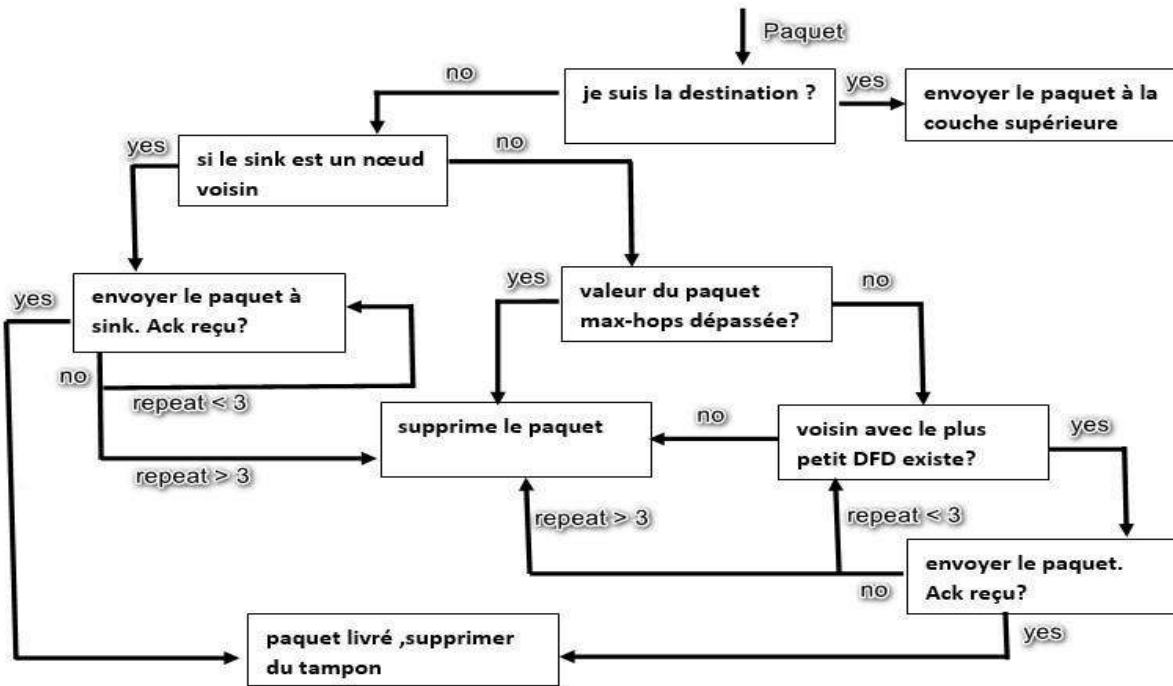 Paquet
no
je suis la destination ?
yes
envoyer le paquet à la
couche supérieure
yes
si le sink est un nœud
voisin
no
yes
envoyer le paquet à
sink. Ack reçu?
yes
valeur du paquet
max-hops dépassée?
no
no
repeat < 3
repeat > 3
supprime le paquet
no
voisin avec le plus
petit DFD existe?
yes
repeat > 3
repeat < 3
no
envoyer le paquet.
Ack reçu?
yes
paquet livré ,supprimer
du tampon